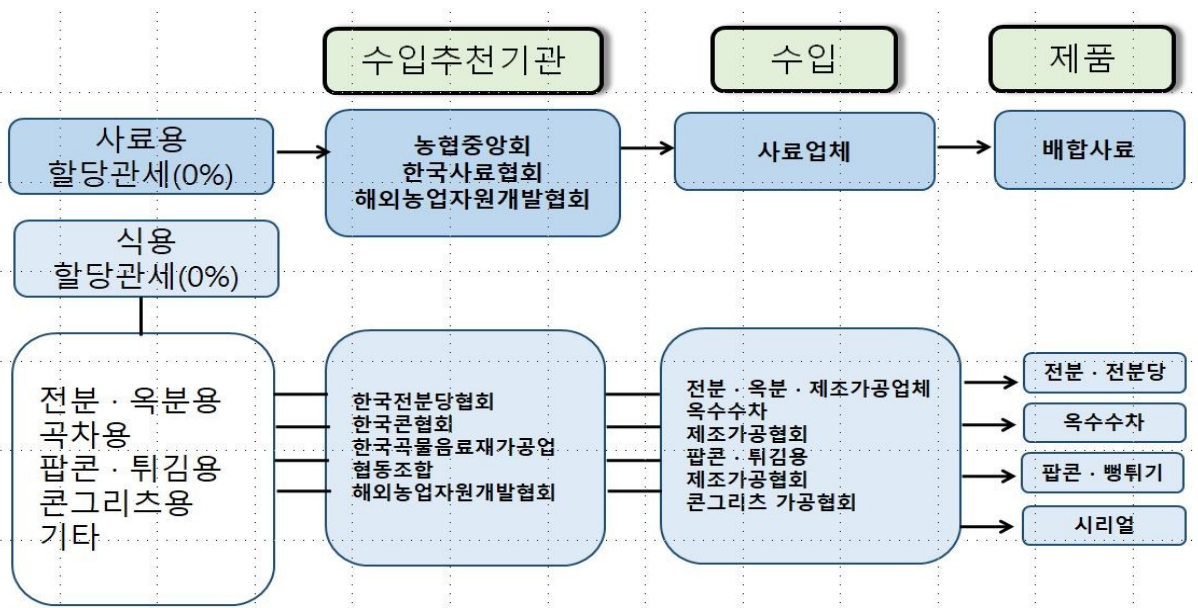 수입추천기관
수입
제품
사료용
할당관세(0%)
농협중앙회
한국사료협회
해외농업자원개발협회
사료업체
배합사료
식용
할당관세(0%)
전분 · 옥분용
곡차용
팝콘 · 튀김용
콘그리츠용
기타
한국전분당협회
한국콘협회
한국곡물음료재가공업
협동조합
해외농업자원개발협회
전분 · 옥분 · 제조가공업체
옥수수차
제조가공협회
팝콘 · 튀김용
제조가공협회
콘그리츠 가공협회
전분 · 전분당
옥수수차
팝콘 · 뻥튀기
시리얼